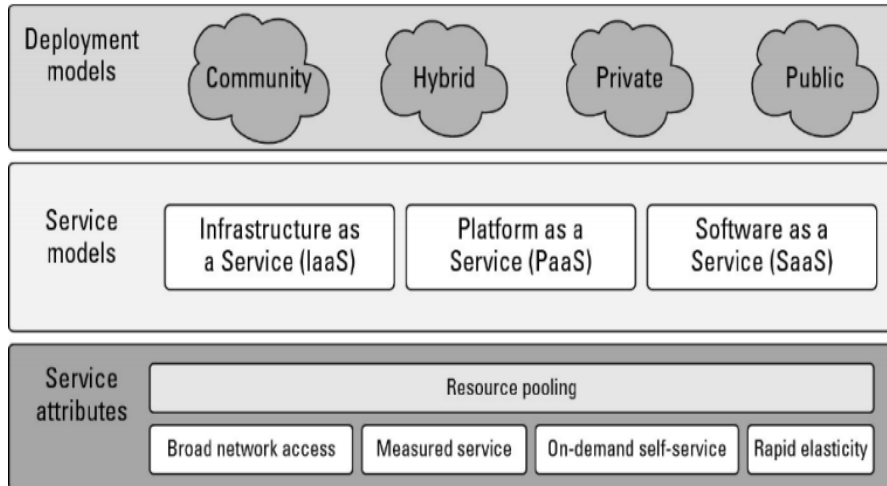 Deployment
models
Community
Hybrid
Private
Public
Service
models
Infrastructure as
a Service (IaaS)
Platform as a
Service (PaaS)
Software as a
Service (SaaS)
Service
attributes
Resource pooling
Broad network access
Measured service
On-demand self-service
Rapid elasticity